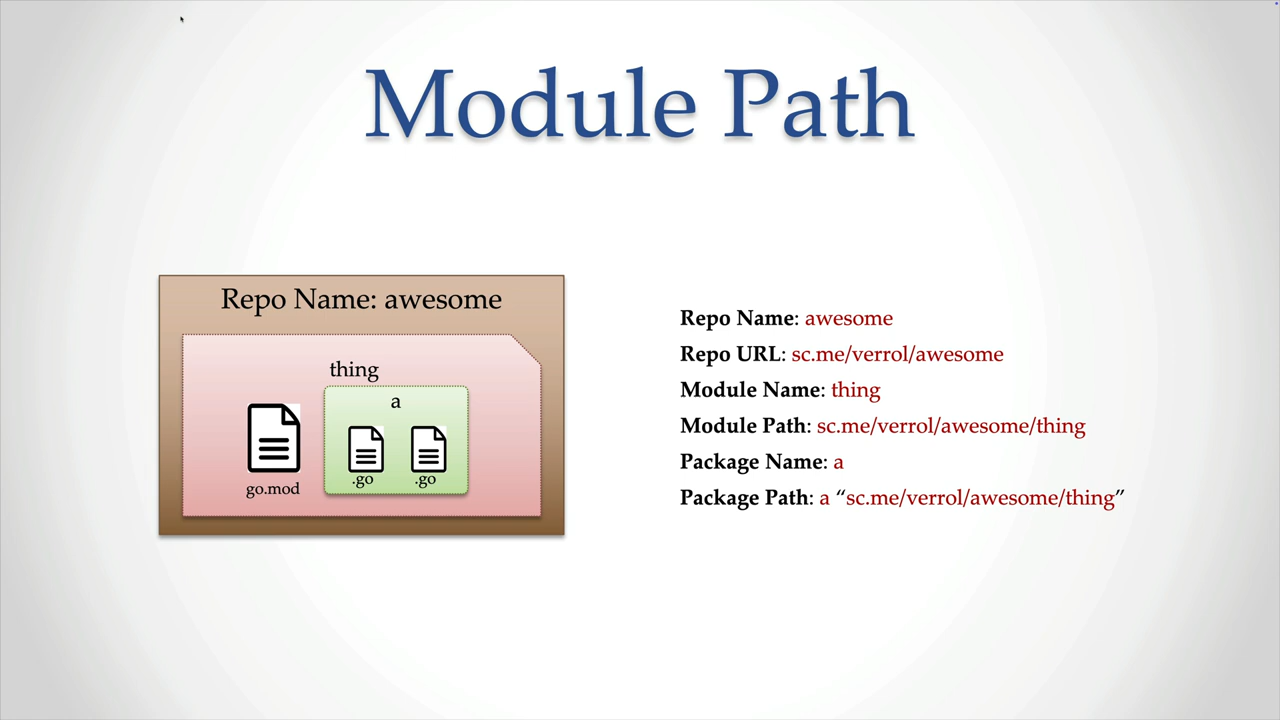 Module Path
Repo Name: awesome
thing
a
.go
.go
go.mod
Repo Name: awesome
Repo URL: sc.me/verrol/awesome
Module Name: thing
Module Path: sc.me/verrol/awesome/thing
Package Name: a
Package Path: a “sc.me/verrol/awesome/thing”